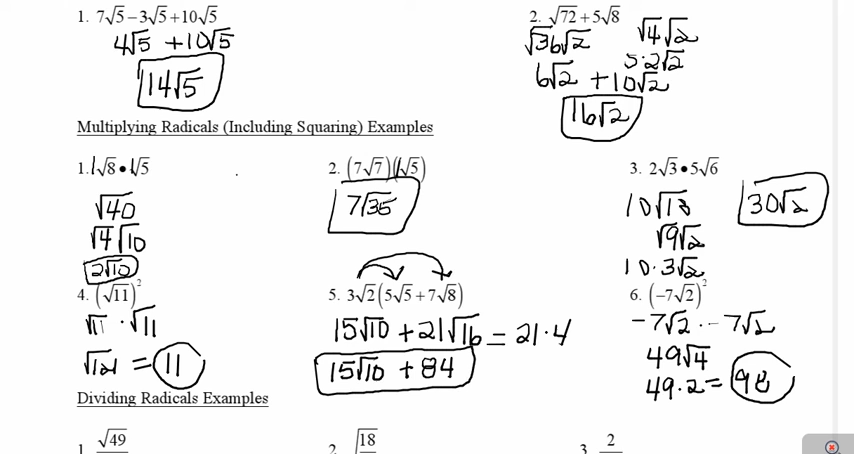 1. 7√5 − 3√5 + 10√5
4√5 + 10√5
14√5
2. √72 + 5√8
√36√2 √4√2
5·2√2
6√2 + 10√2
16√2
Multiplying Radicals (Including Squaring) Examples
1. 1√8 • 1√5
√40
√4√10
2√10
2. (7√7)(1√5)
7√35
3. 2√3 • 5√6
10√18
√9√2
10·3√2
30√2
4. (√11)²
√11 · √11
√121 = 11
5. 3√2(5√5 + 7√8)
15√10 + 21√16 = 21·4
15√10 + 84
6. (−7√2)²
−7√2 · −7√2
49√4
49·2 = 98
Dividing Radicals Examples
1. √49
2. √18
3. 2